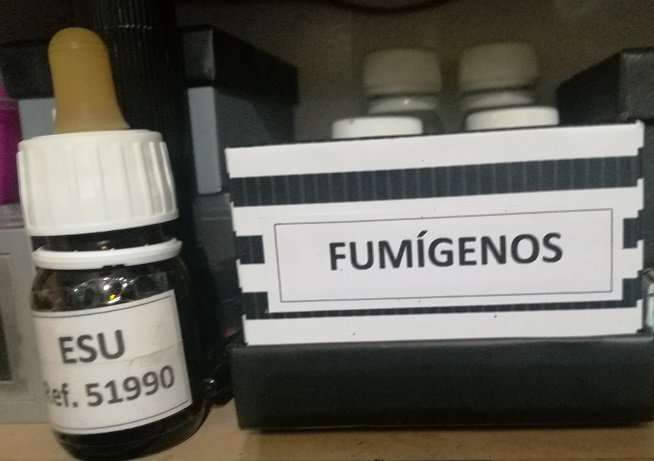 ESU
Ref. 51990
FUMÍGENOS